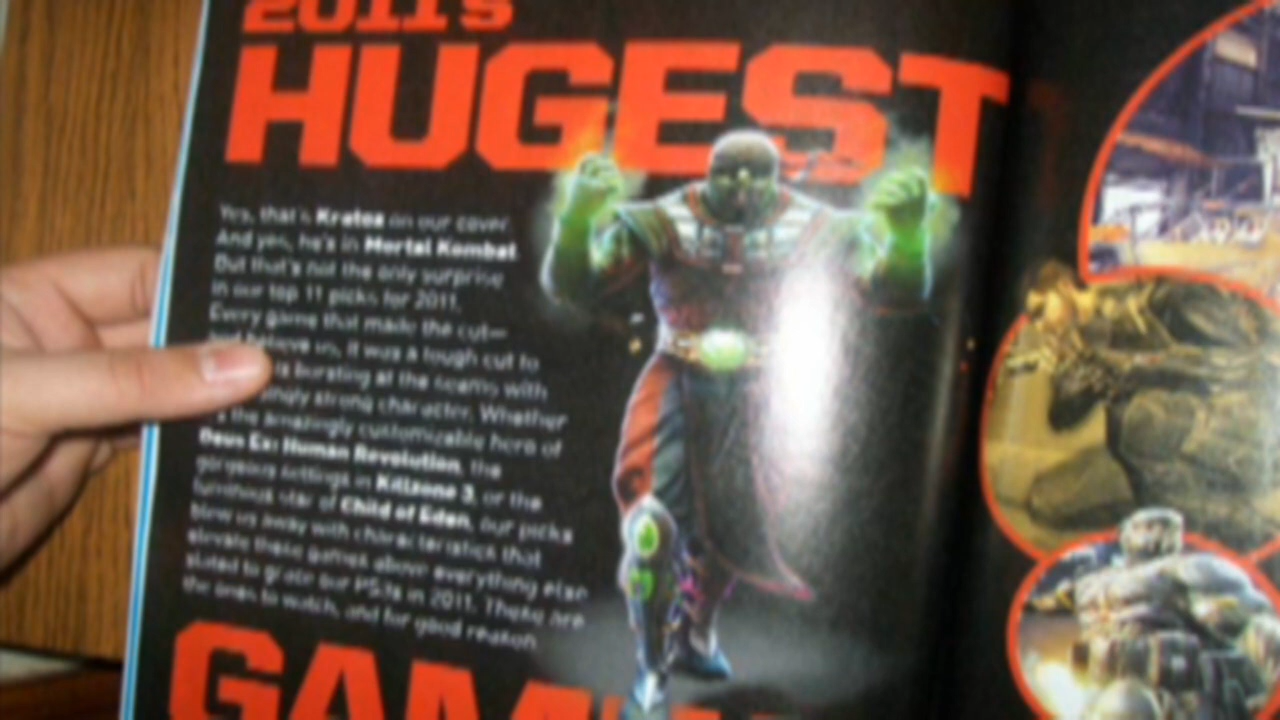 2011's
HUGEST
Yes, that's Kratos on our cover.
And yes, he's in Mortal Kombat.
But that's not the only surprise
in our top 11 picks for 2011.
Every game that made the cut—
believe us, it was a tough cut to
is bursting at the seams with
strong character. Whether
the amazingly customizable hero of
Deus Ex: Human Revolution, the
gorgeous settings in Killzone 3, or the
luminous star of Child of Eden, our picks
blew us away with characteristics that
elevate these games above everything else
slated to grace our PS3s in 2011. These are
the ones to watch, and for good reason.